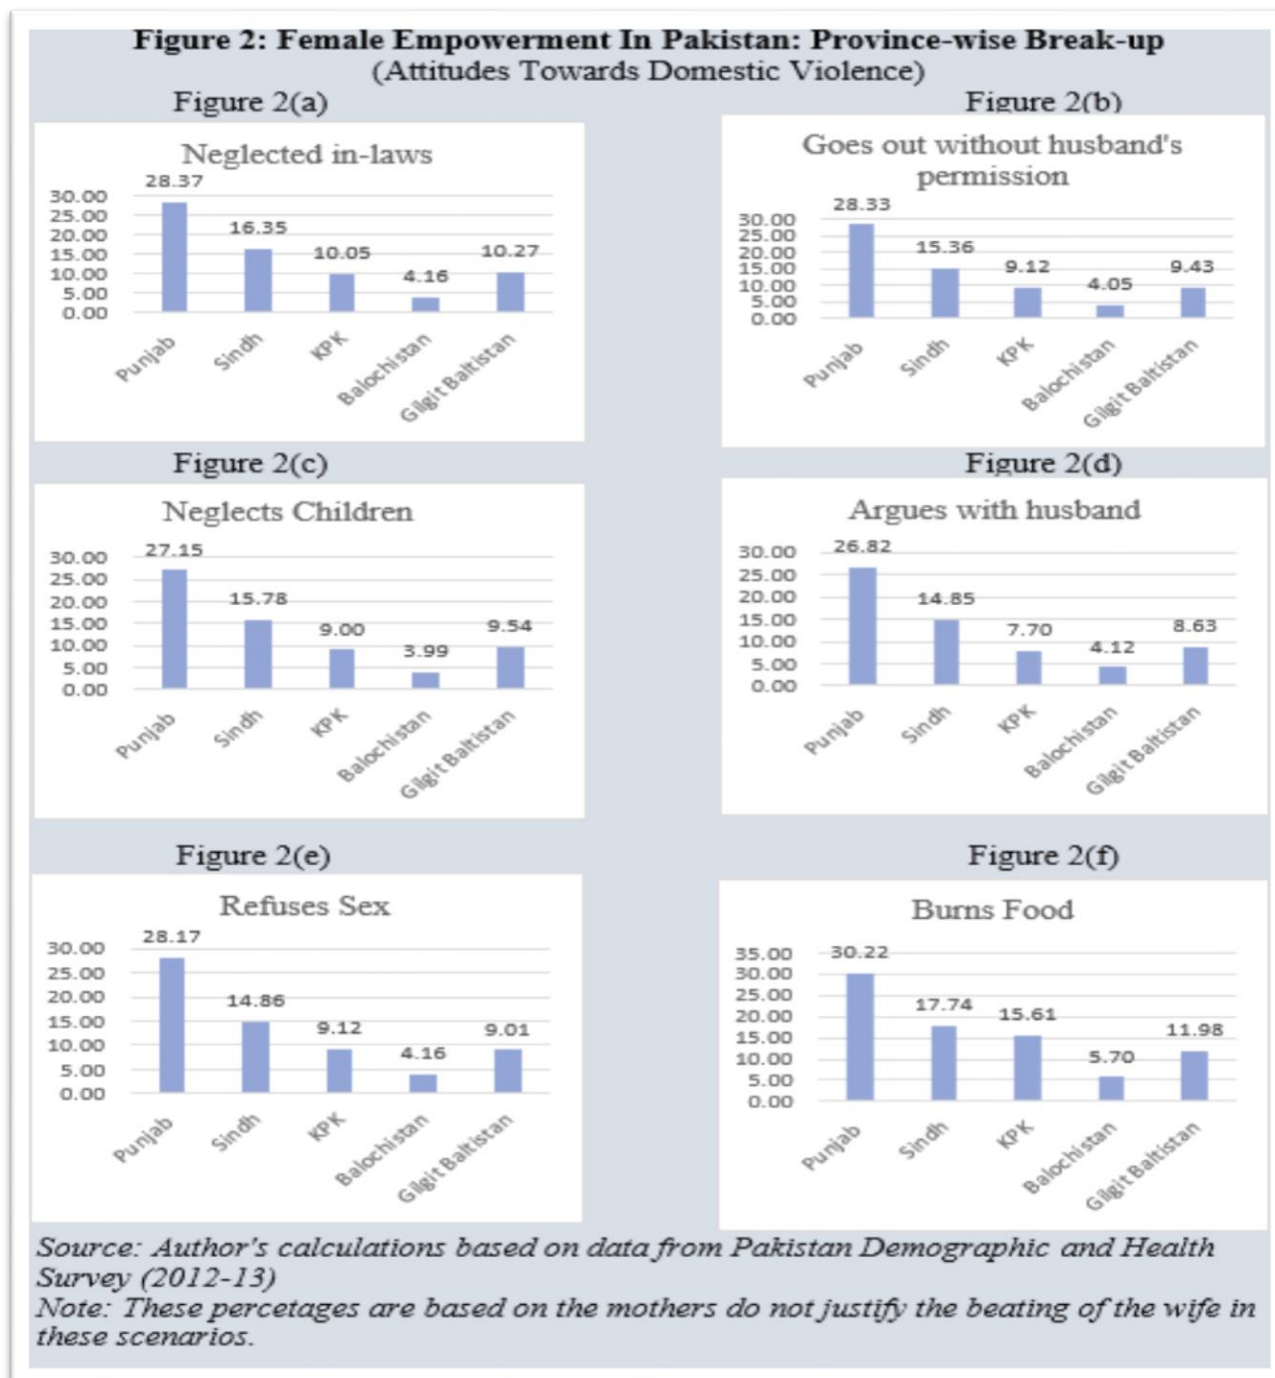 Figure 2: Female Empowerment In Pakistan: Province-wise Break-up
(Attitudes Towards Domestic Violence)
Figure 2(a)
Neglected in-laws
28.37
30.00
25.00
20.00
15.00
10.00
5.00
0.00
16.35
10.05
4.16
10.27
Punjab
Sindh
KPK
Balochistan
Gilgit Baltistan
Figure 2(b)
Goes out without husband's
permission
28.33
30.00
25.00
20.00
15.00
10.00
5.00
0.00
15.36
9.12
4.05
9.43
Punjab
Sindh
KPK
Balochistan
Gilgit Baltistan
Figure 2(c)
Neglects Children
27.15
30.00
25.00
20.00
15.00
10.00
5.00
0.00
15.78
9.00
3.99
9.54
Punjab
Sindh
KPK
Balochistan
Gilgit Baltistan
Figure 2(d)
Argues with husband
26.82
30.00
25.00
20.00
15.00
10.00
5.00
0.00
14.85
7.70
4.12
8.63
Punjab
Sindh
KPK
Balochistan
Gilgit Baltistan
Figure 2(e)
Refuses Sex
28.17
30.00
25.00
20.00
15.00
10.00
5.00
0.00
14.86
9.12
4.16
9.01
Punjab
Sindh
KPK
Balochistan
Gilgit Baltistan
Figure 2(f)
Burns Food
30.22
35.00
30.00
25.00
20.00
15.00
10.00
5.00
0.00
17.74
15.61
5.70
11.98
Punjab
Sindh
KPK
Balochistan
Gilgit Baltistan
Source: Author's calculations based on data from Pakistan Demographic and Health
Survey (2012-13)
Note: These percetages are based on the mothers do not justify the beating of the wife in
these scenarios.